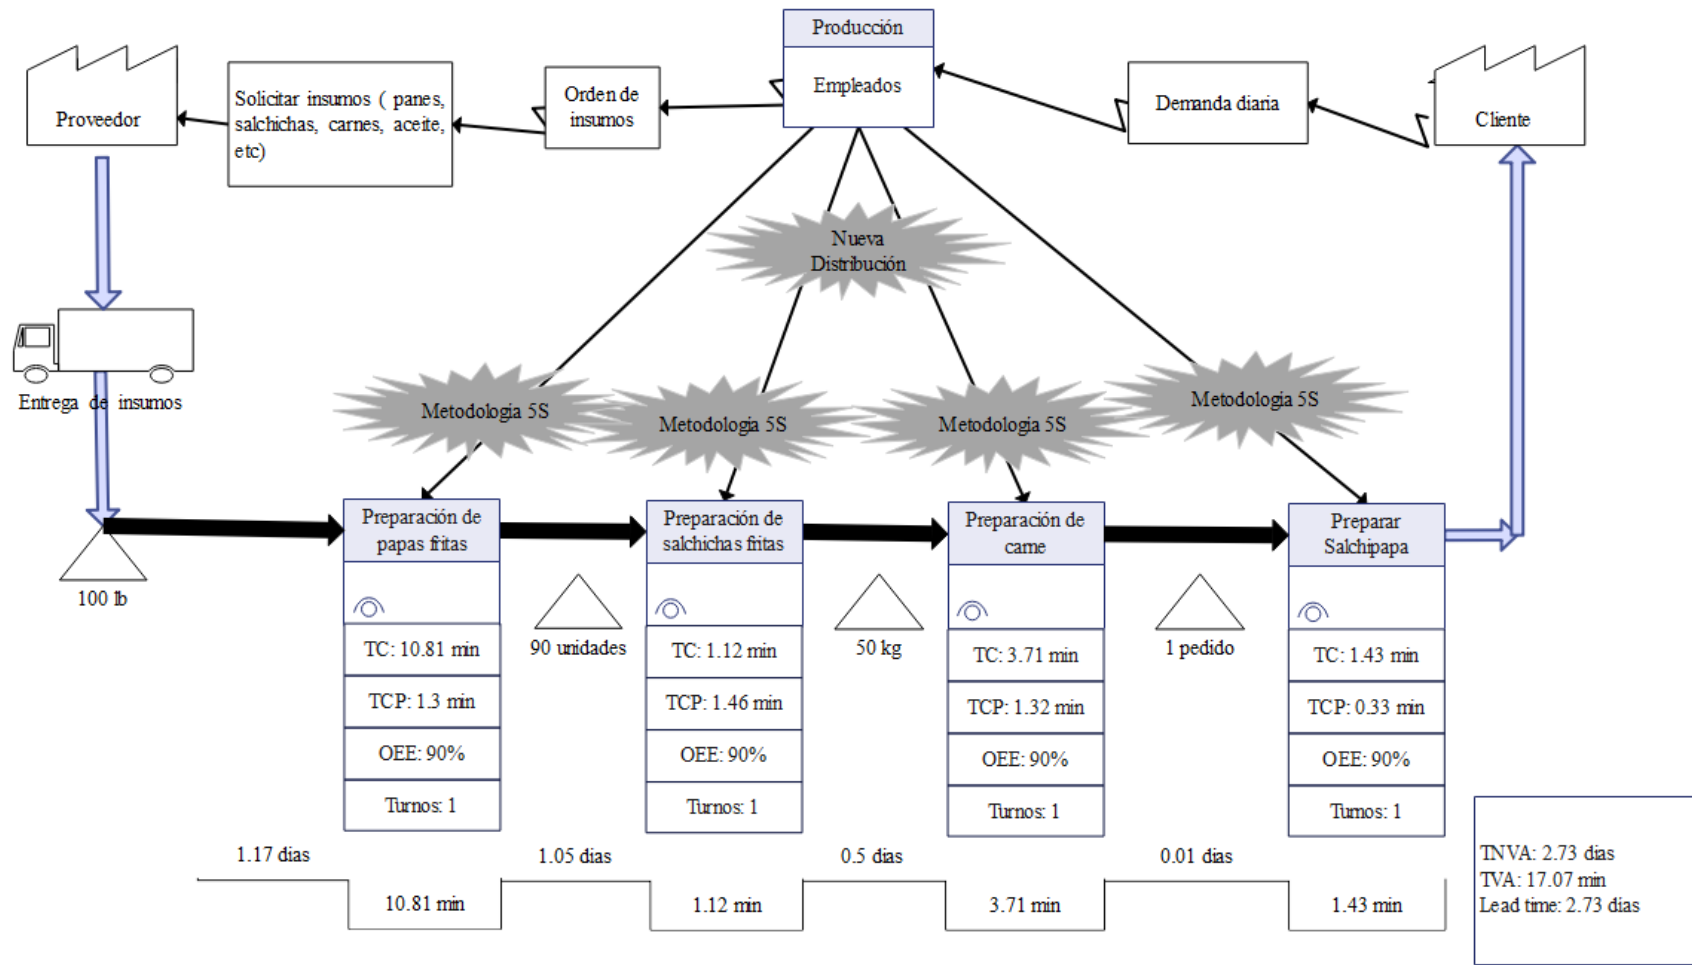 Producción
Empleados
Proveedor
Solicitar insumos ( panes,
salchichas, carnes, aceite,
etc)
Orden de
insumos
Demanda diaria
Cliente
Nueva
Distribución
Entrega de insumos
Metodologia 5S
Metodologia 5S
Metodologia 5S
Metodologia 5S
100 lb
Preparación de
papas fritas
TC: 10.81 min
TCP: 1.3 min
OEE: 90%
Turnos: 1
90 unidades
Preparación de
salchichas fritas
TC: 1.12 min
TCP: 1.46 min
OEE: 90%
Turnos: 1
50 kg
Preparación de
carne
TC: 3.71 min
TCP: 1.32 min
OEE: 90%
Turnos: 1
1 pedido
Preparar
Salchipapa
TC: 1.43 min
TCP: 0.33 min
OEE: 90%
Turnos: 1
1.17 dias
1.05 dias
0.5 dias
0.01 dias
10.81 min
1.12 min
3.71 min
1.43 min
TNVA: 2.73 dias
TVA: 17.07 min
Lead time: 2.73 dias